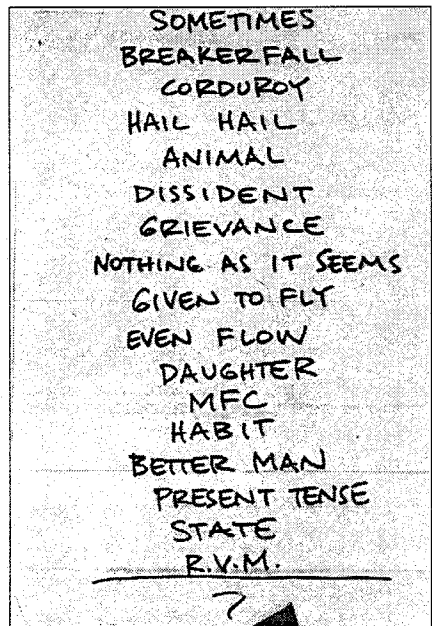 SOMETIMES
BREAKERFALL
CORDUROY
HAIL HAIL
ANIMAL
DISSIDENT
GRIEVANCE
NOTHING AS IT SEEMS
GIVEN TO FLY
EVEN FLOW
DAUGHTER
MFC
HABIT
BETTER MAN
PRESENT TENSE
STATE
R.V.M.
?